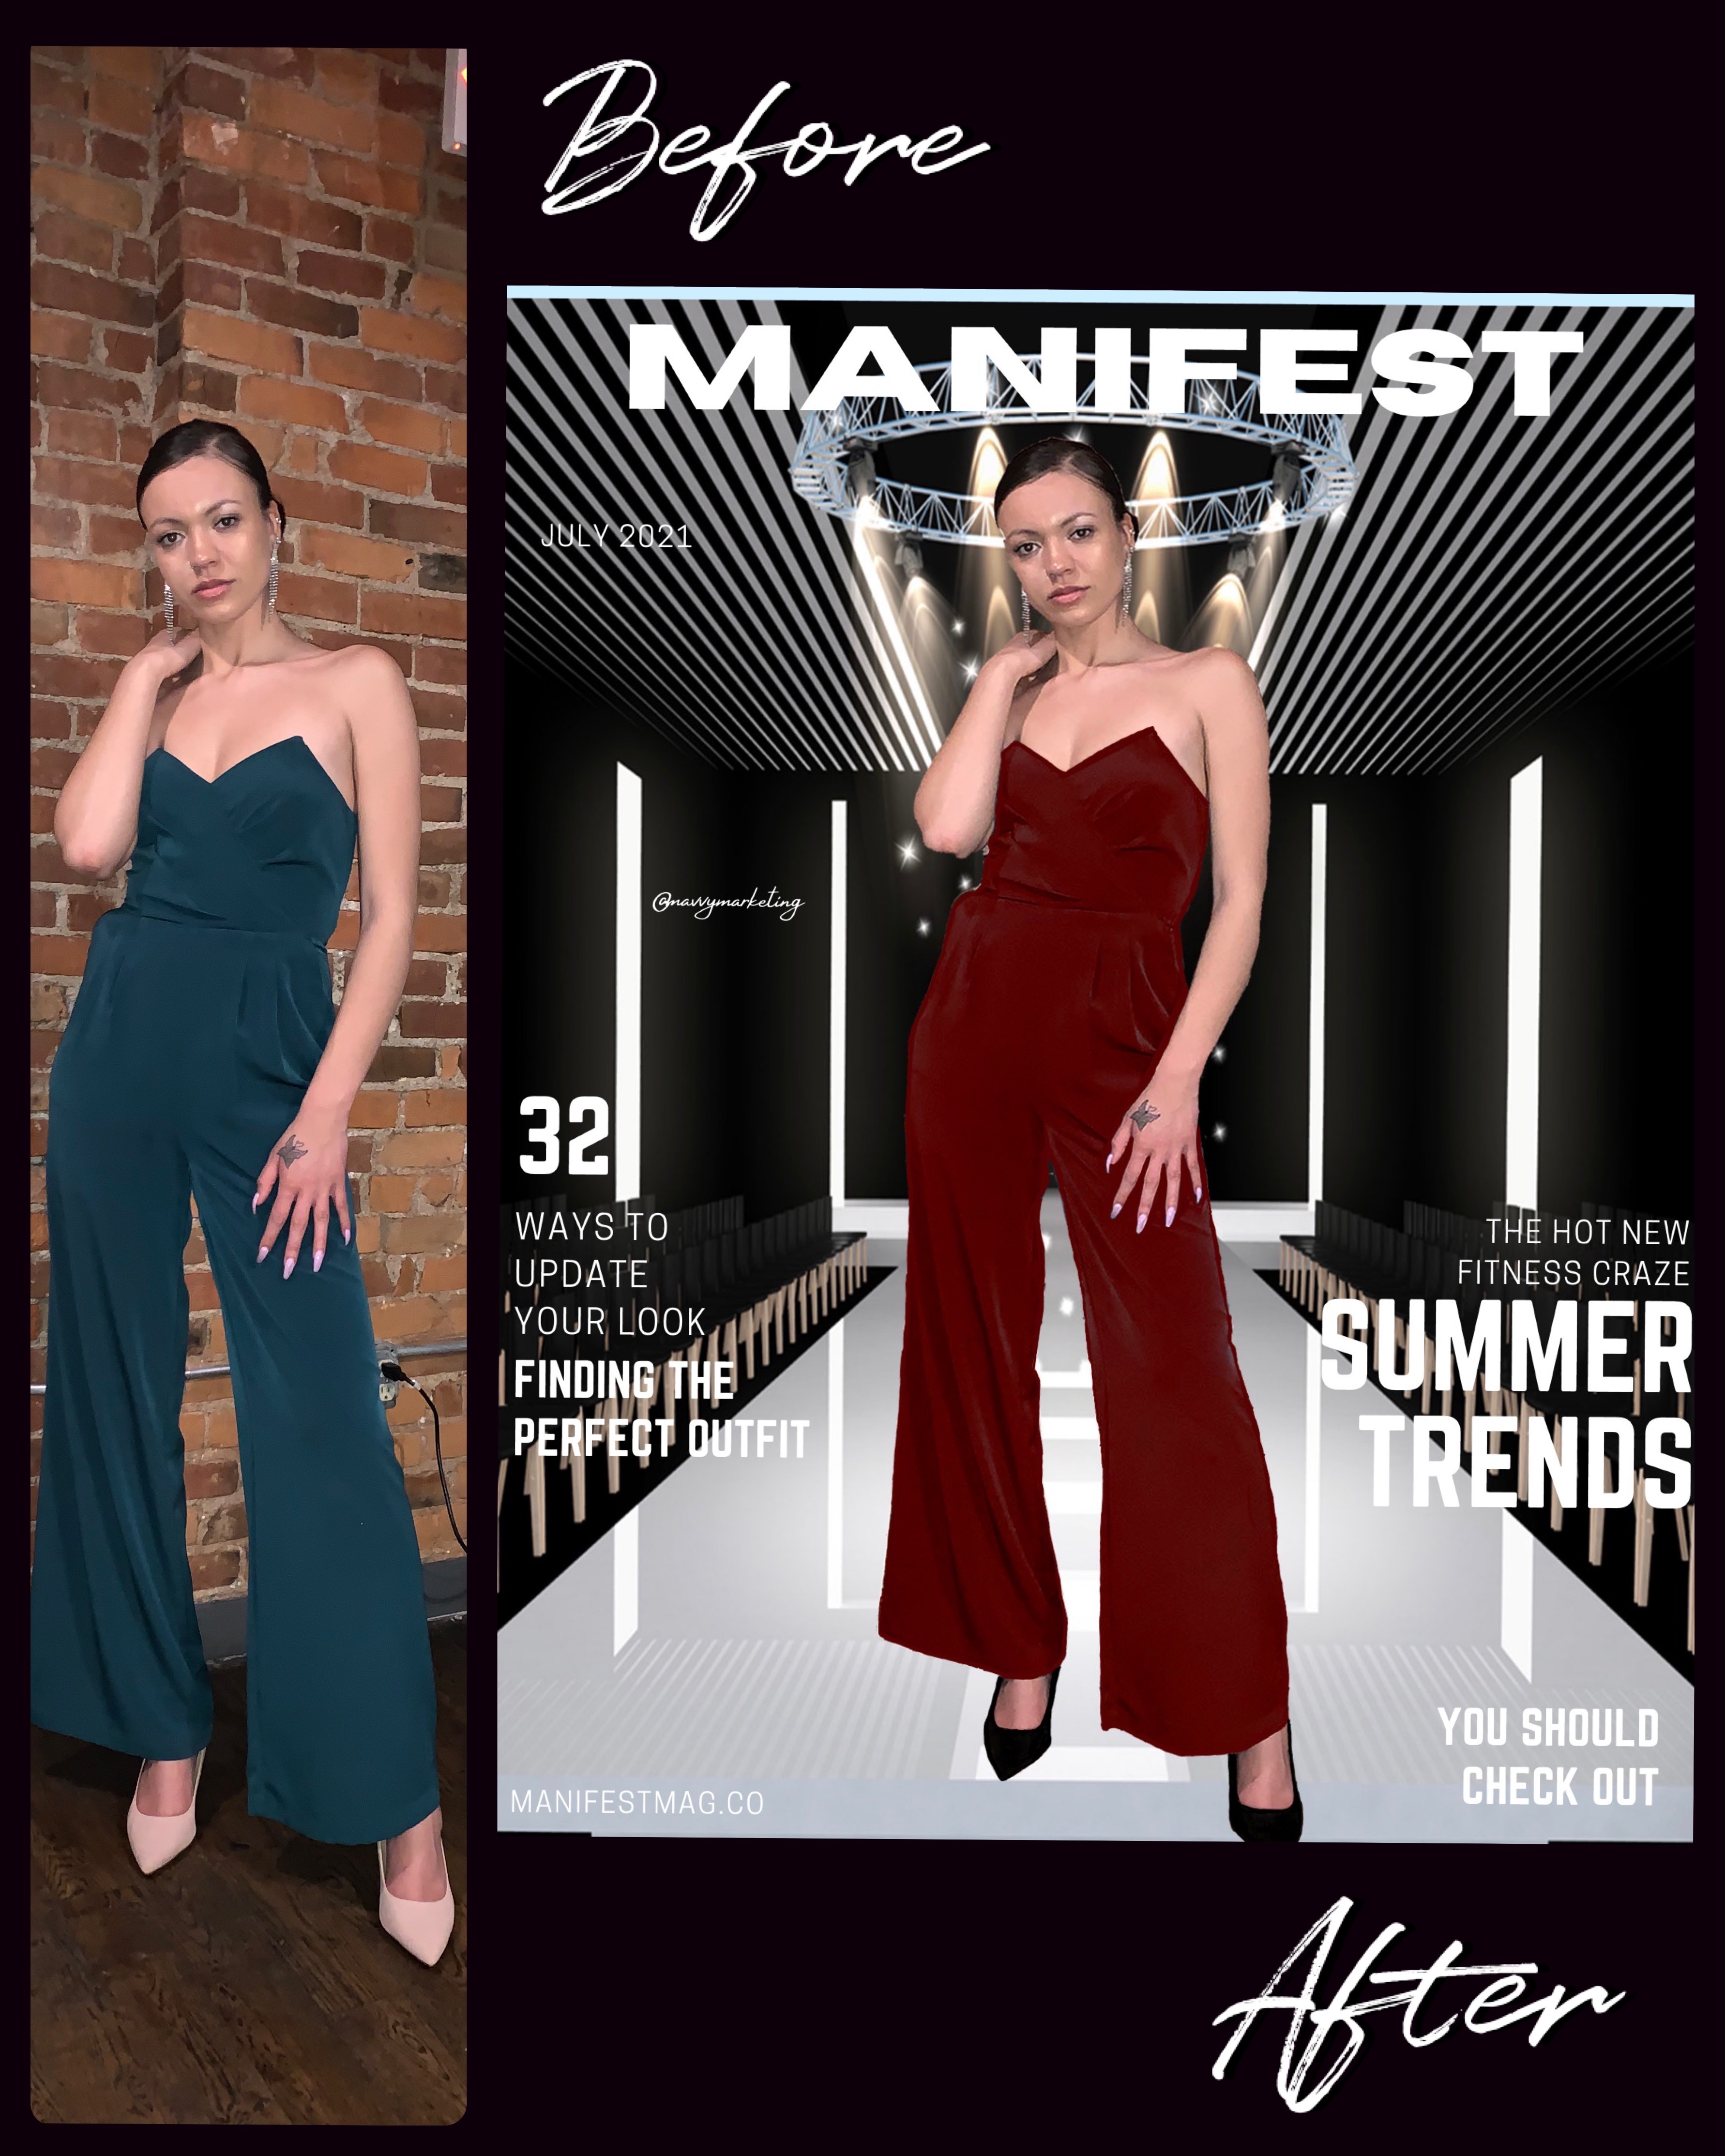 Before
MANIFEST
JULY 2021
@navvymarketing
32
WAYS TO
UPDATE
YOUR LOOK
FINDING THE
PERFECT OUTFIT
THE HOT NEW
FITNESS CRAZE
SUMMER
TRENDS
YOU SHOULD
CHECK OUT
MANIFESTMAG.CO
After